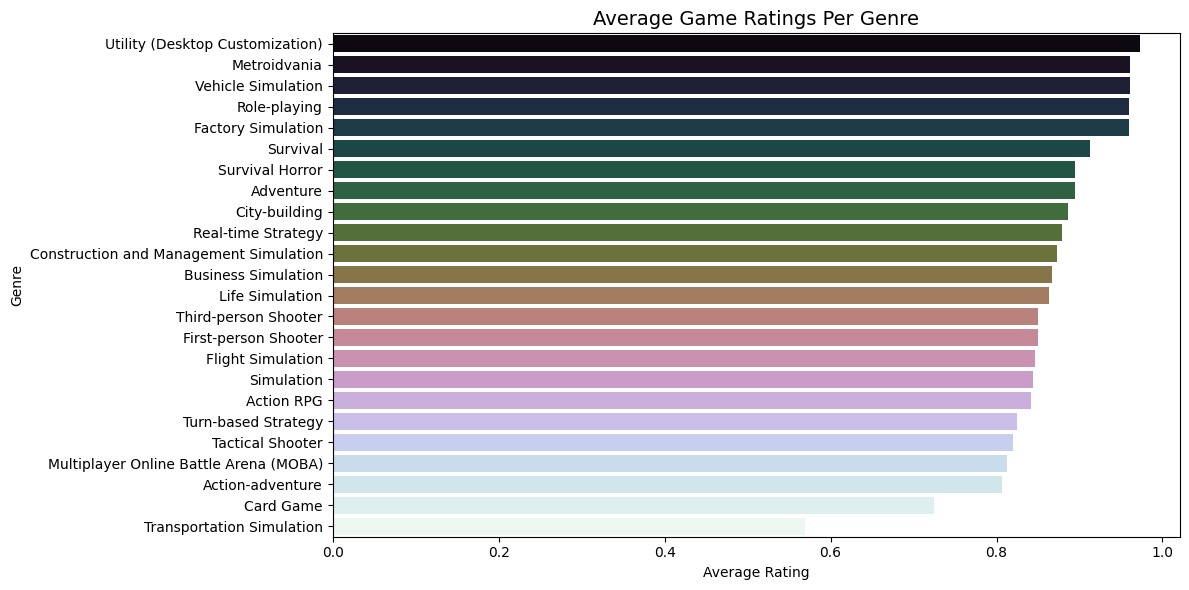 Average Game Ratings Per Genre
Genre
Utility (Desktop Customization)
Metroidvania
Vehicle Simulation
Role-playing
Factory Simulation
Survival
Survival Horror
Adventure
City-building
Real-time Strategy
Construction and Management Simulation
Business Simulation
Life Simulation
Third-person Shooter
First-person Shooter
Flight Simulation
Simulation
Action RPG
Turn-based Strategy
Tactical Shooter
Multiplayer Online Battle Arena (MOBA)
Action-adventure
Card Game
Transportation Simulation
0.0 0.2 0.4 0.6 0.8 1.0
Average Rating